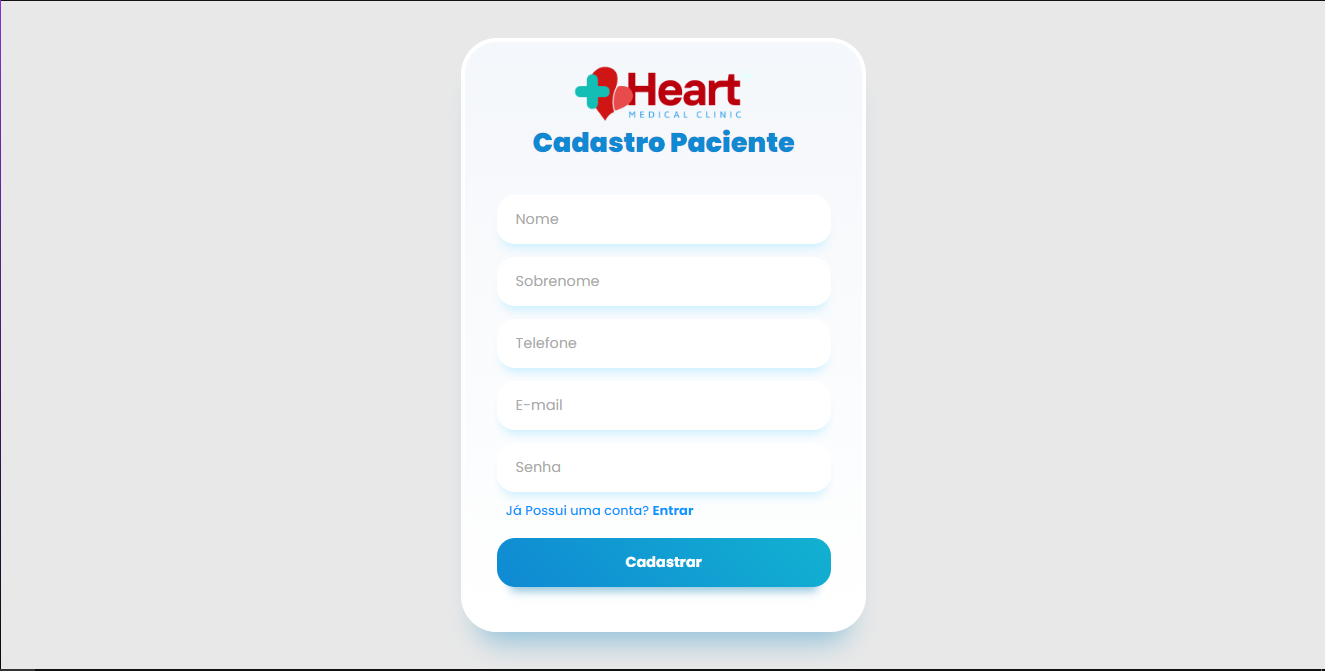 Heart
MEDICAL CLINIC
Cadastro Paciente
Nome
Sobrenome
Telefone
E-mail
Senha
Já Possui uma conta? Entrar
Cadastrar